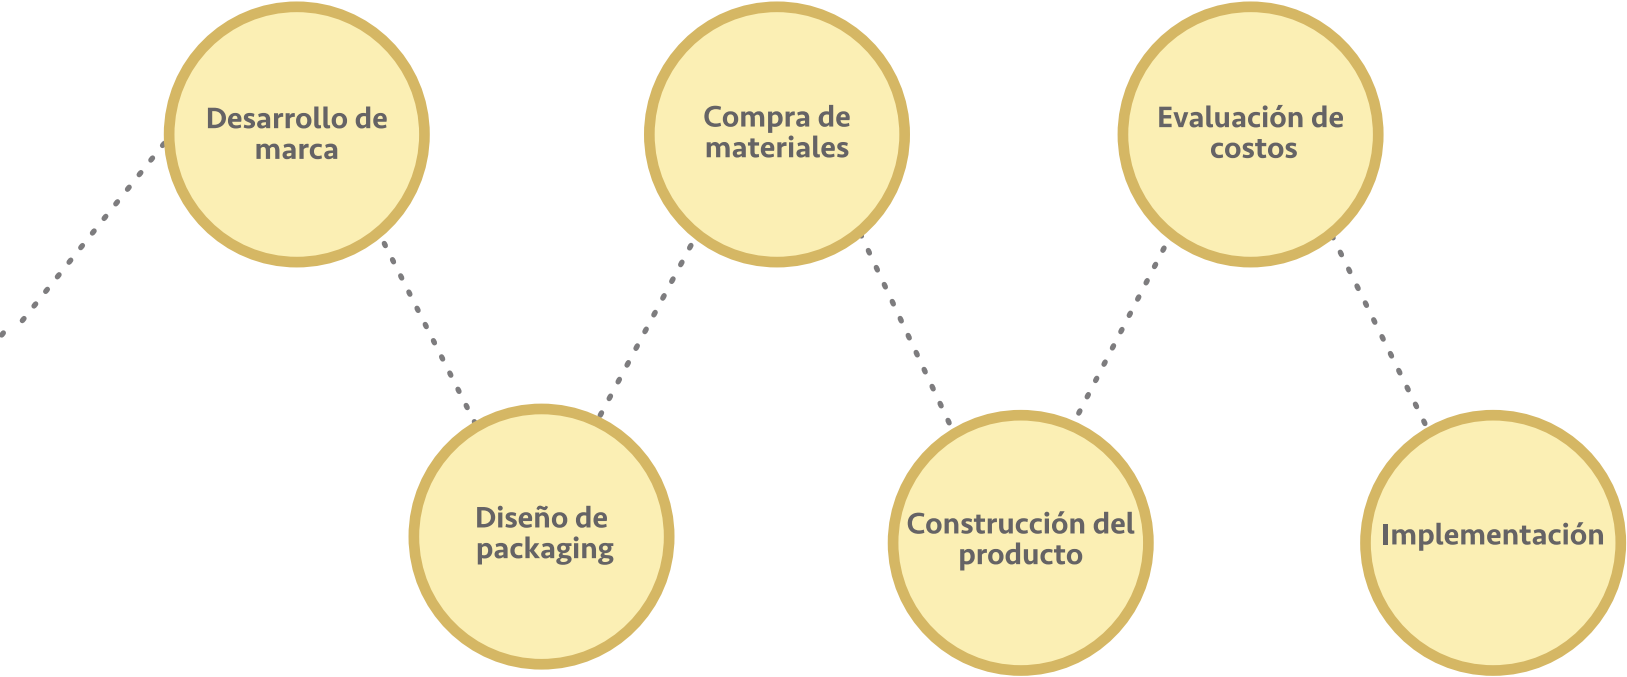 Desarrollo de
marca
Diseño de
packaging
Compra de
materiales
Construcción del
producto
Evaluación de
costos
Implementación